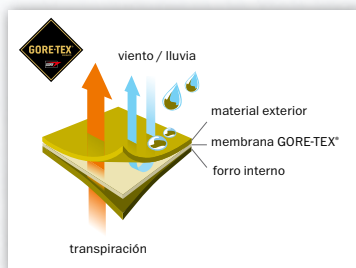 GORE-TEX
viento / lluvia
material exterior
membrana GORE-TEX®
forro interno
transpiración